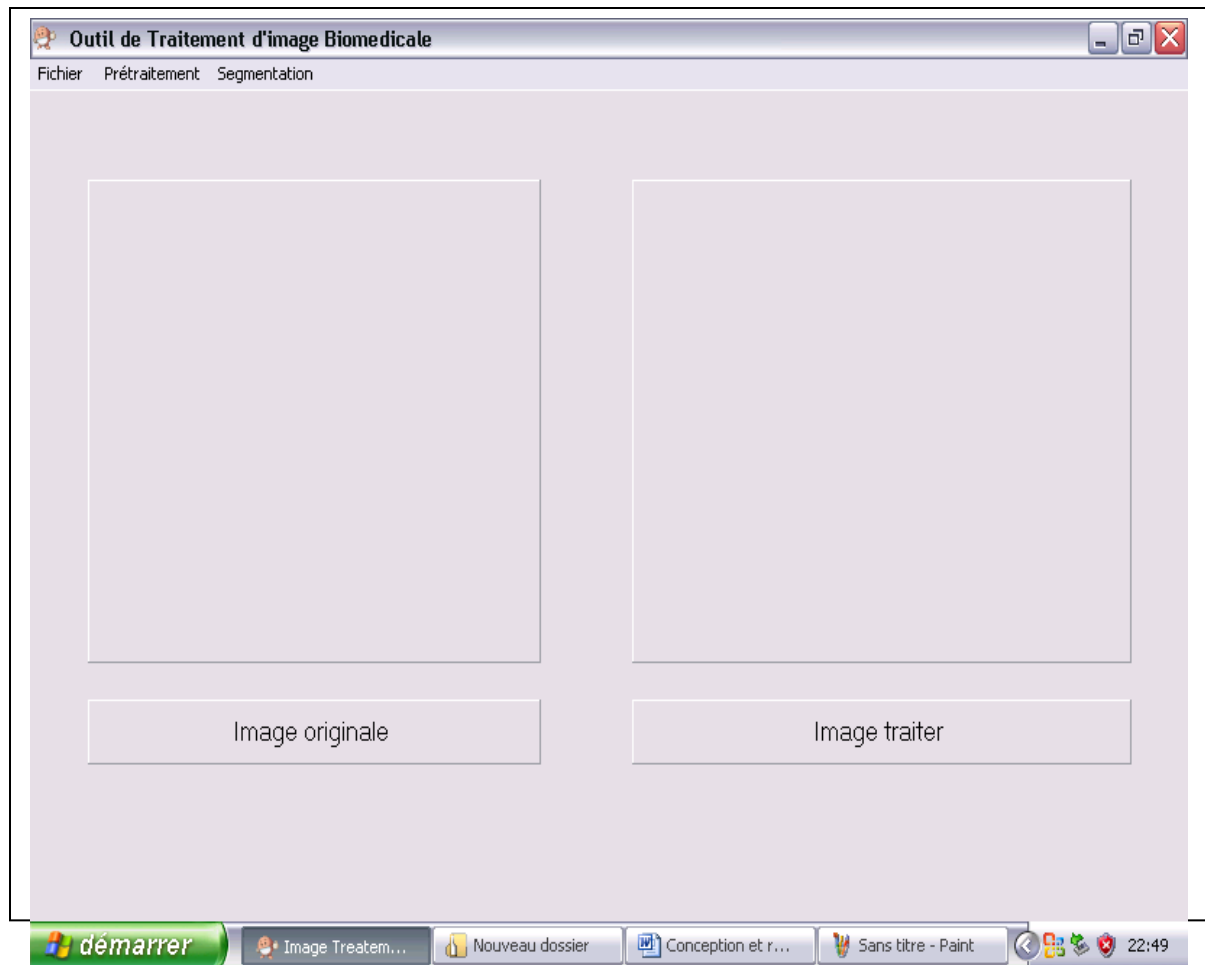 Outil de Traitement d'image Biomedicale
Fichier Prétraitement Segmentation
Image originale Image traiter
démarrer Image Treatem... Nouveau dossier Conception et r... Sans titre - Paint 22:49